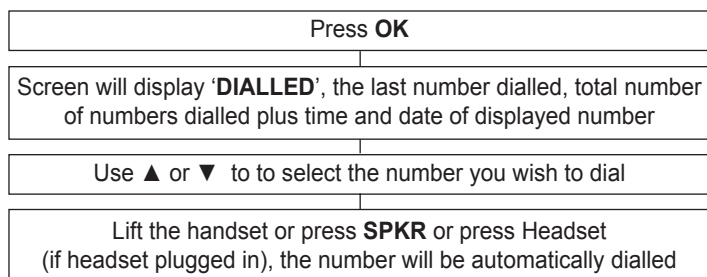 Press OK
Screen will display ‘DIALLED’, the last number dialled, total number
of numbers dialled plus time and date of displayed number
Use ▲ or ▼ to to select the number you wish to dial
Lift the handset or press SPKR or press Headset
(if headset plugged in), the number will be automatically dialled